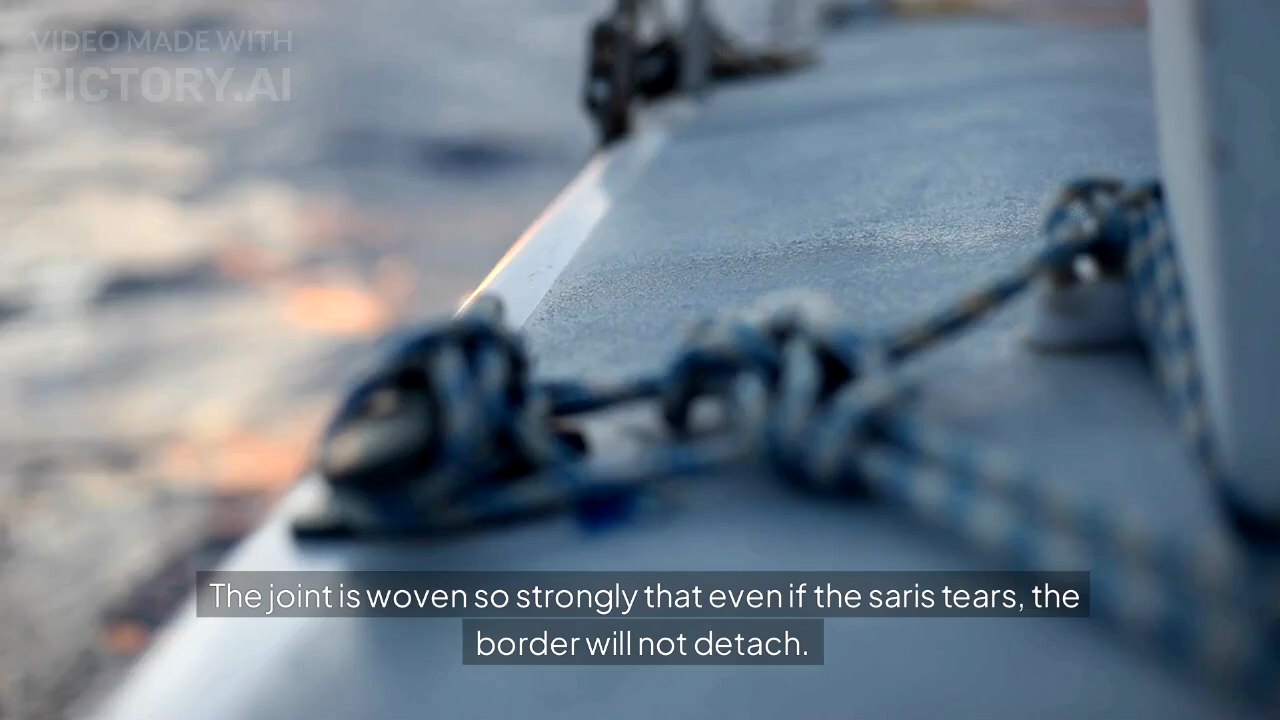 VIDEO MADE WITH
PICTORY.AI
The joint is woven so strongly that even if the saris tears, the
border will not detach.